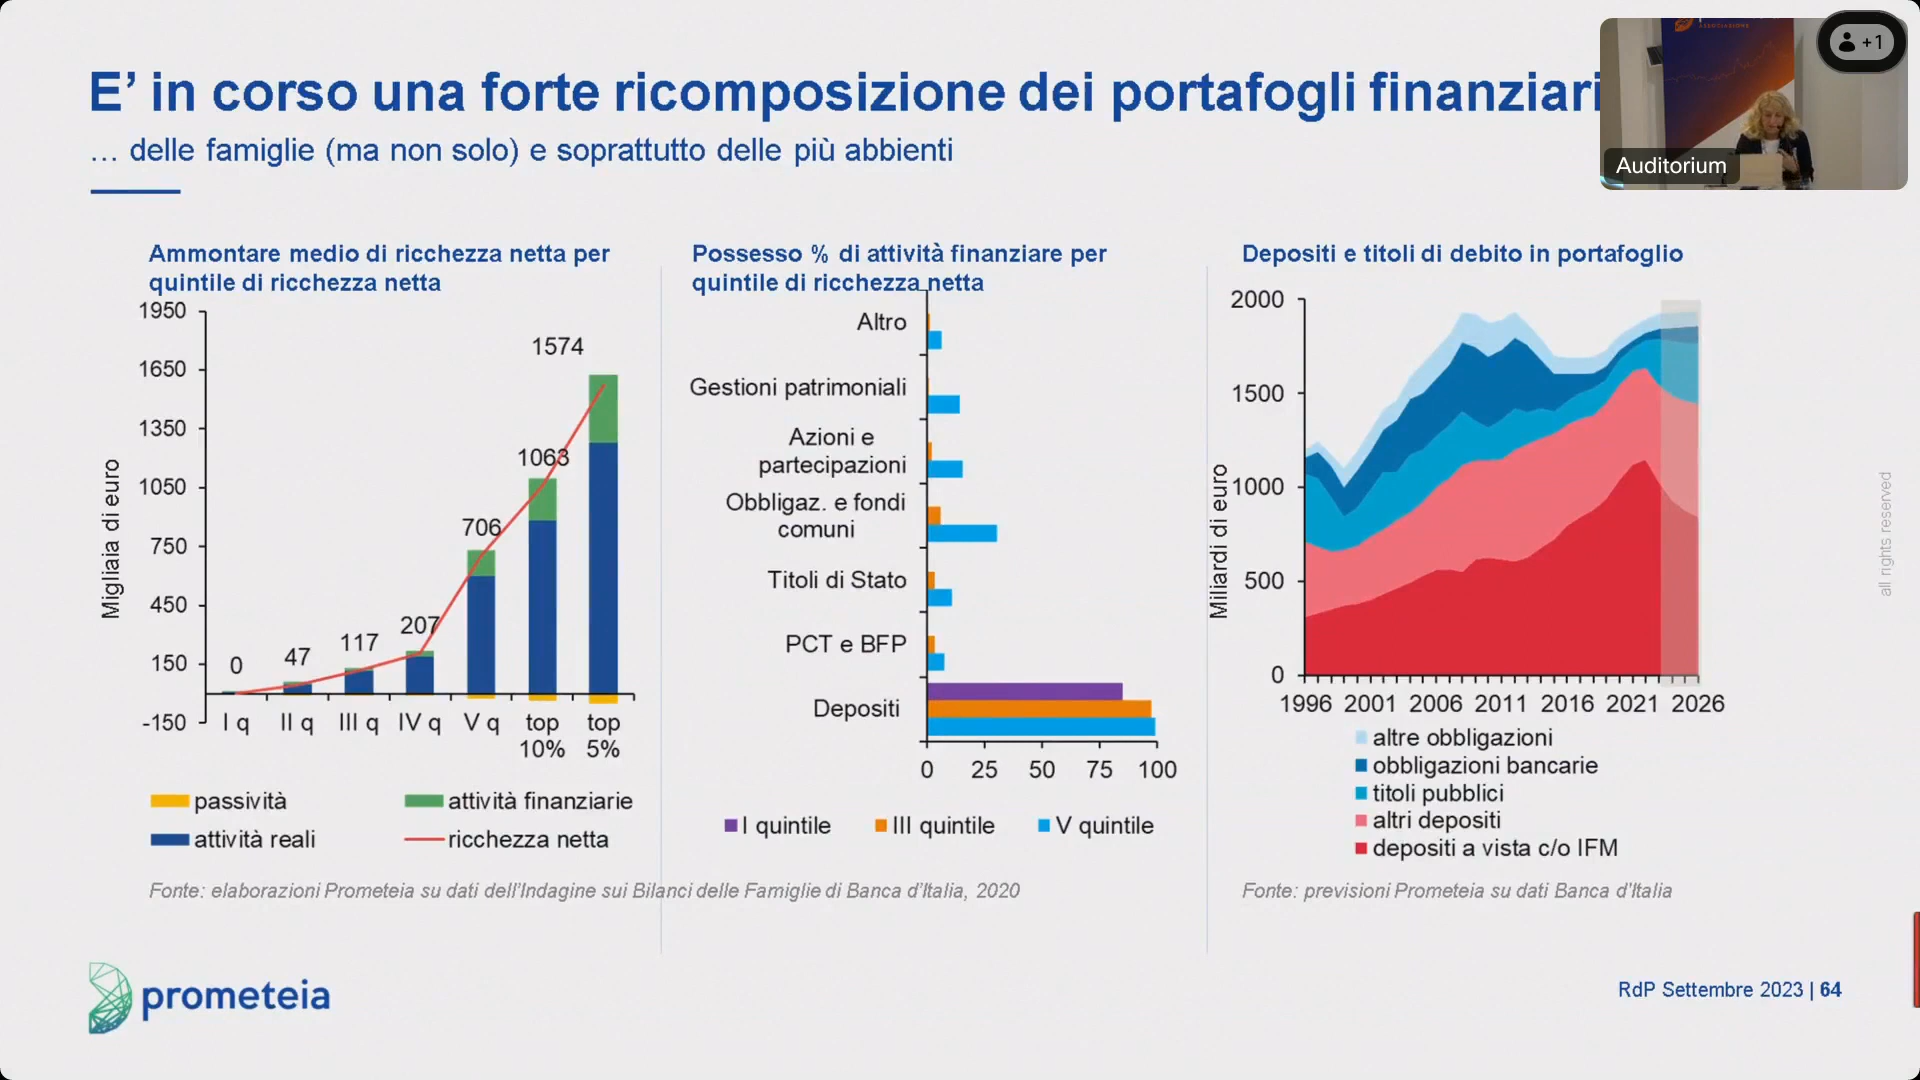 E' in corso una forte ricomposizione dei portafogli finanziari
… delle famiglie (ma non solo) e soprattutto delle più abbienti
+1
Auditorium
Ammontare medio di ricchezza netta per
quintile di ricchezza netta
1950
1650
1350
1050
750
450
150
-150
Migliaia di euro
0
47
117
207
706
1063
1574
I q
II q
III q
IV q
V q
top
10%
top
5%
passività
attività finanziarie
attività reali
ricchezza netta
Possesso % di attività finanziare per
quintile di ricchezza netta
Altro
Gestioni patrimoniali
Azioni e
partecipazioni
Obbligaz. e fondi
comuni
Titoli di Stato
PCT e BFP
Depositi
0 25 50 75 100
I quintile
III quintile
V quintile
Fonte: elaborazioni Prometeia su dati dell'Indagine sui Bilanci delle Famiglie di Banca d'Italia, 2020
Depositi e titoli di debito in portafoglio
2000
1500
1000
500
0
Miliardi di euro
1996 2001 2006 2011 2016 2021 2026
altre obbligazioni
obbligazioni bancarie
titoli pubblici
altri depositi
depositi a vista c/o IFM
Fonte: previsioni Prometeia su dati Banca d'Italia
all rights reserved
prometeia
RdP Settembre 2023 | 64